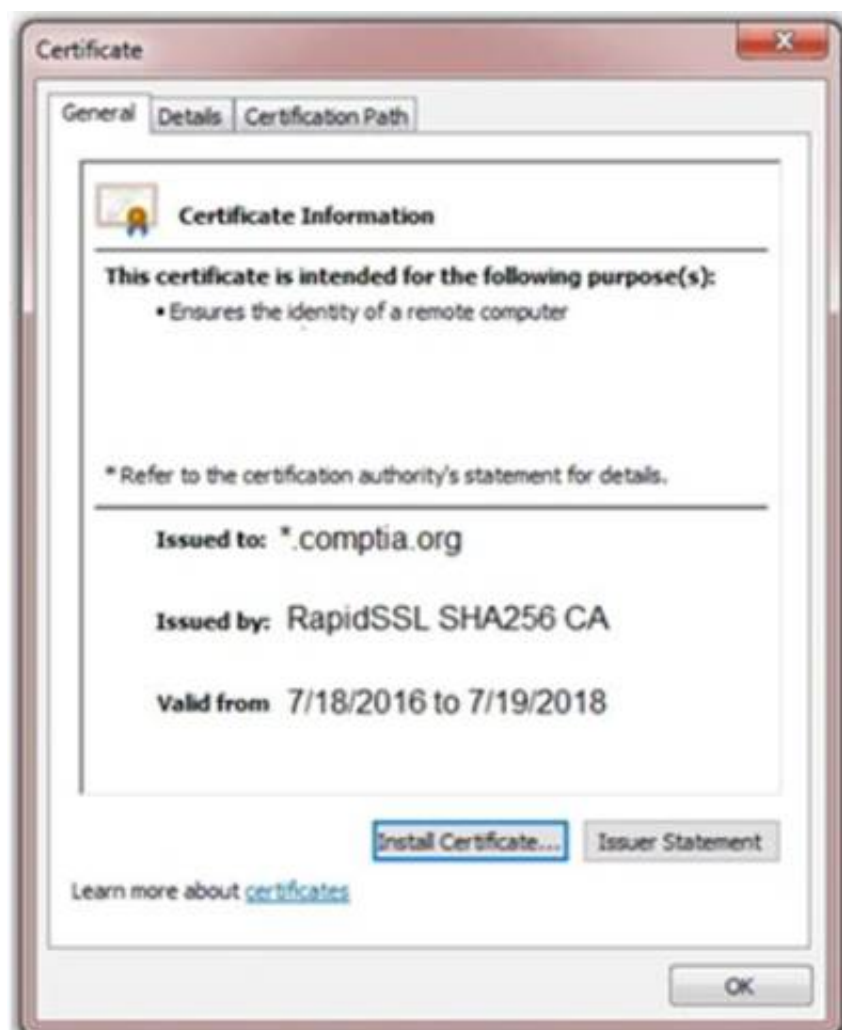 Certificate
General Details Certification Path
Certificate Information
This certificate is intended for the following purpose(s):
• Ensures the identity of a remote computer
* Refer to the certification authority's statement for details.
Issued to: *.comptia.org
Issued by: RapidSSL SHA256 CA
Valid from 7/18/2016 to 7/19/2018
Install Certificate... Issuer Statement
Learn more about certificates
OK